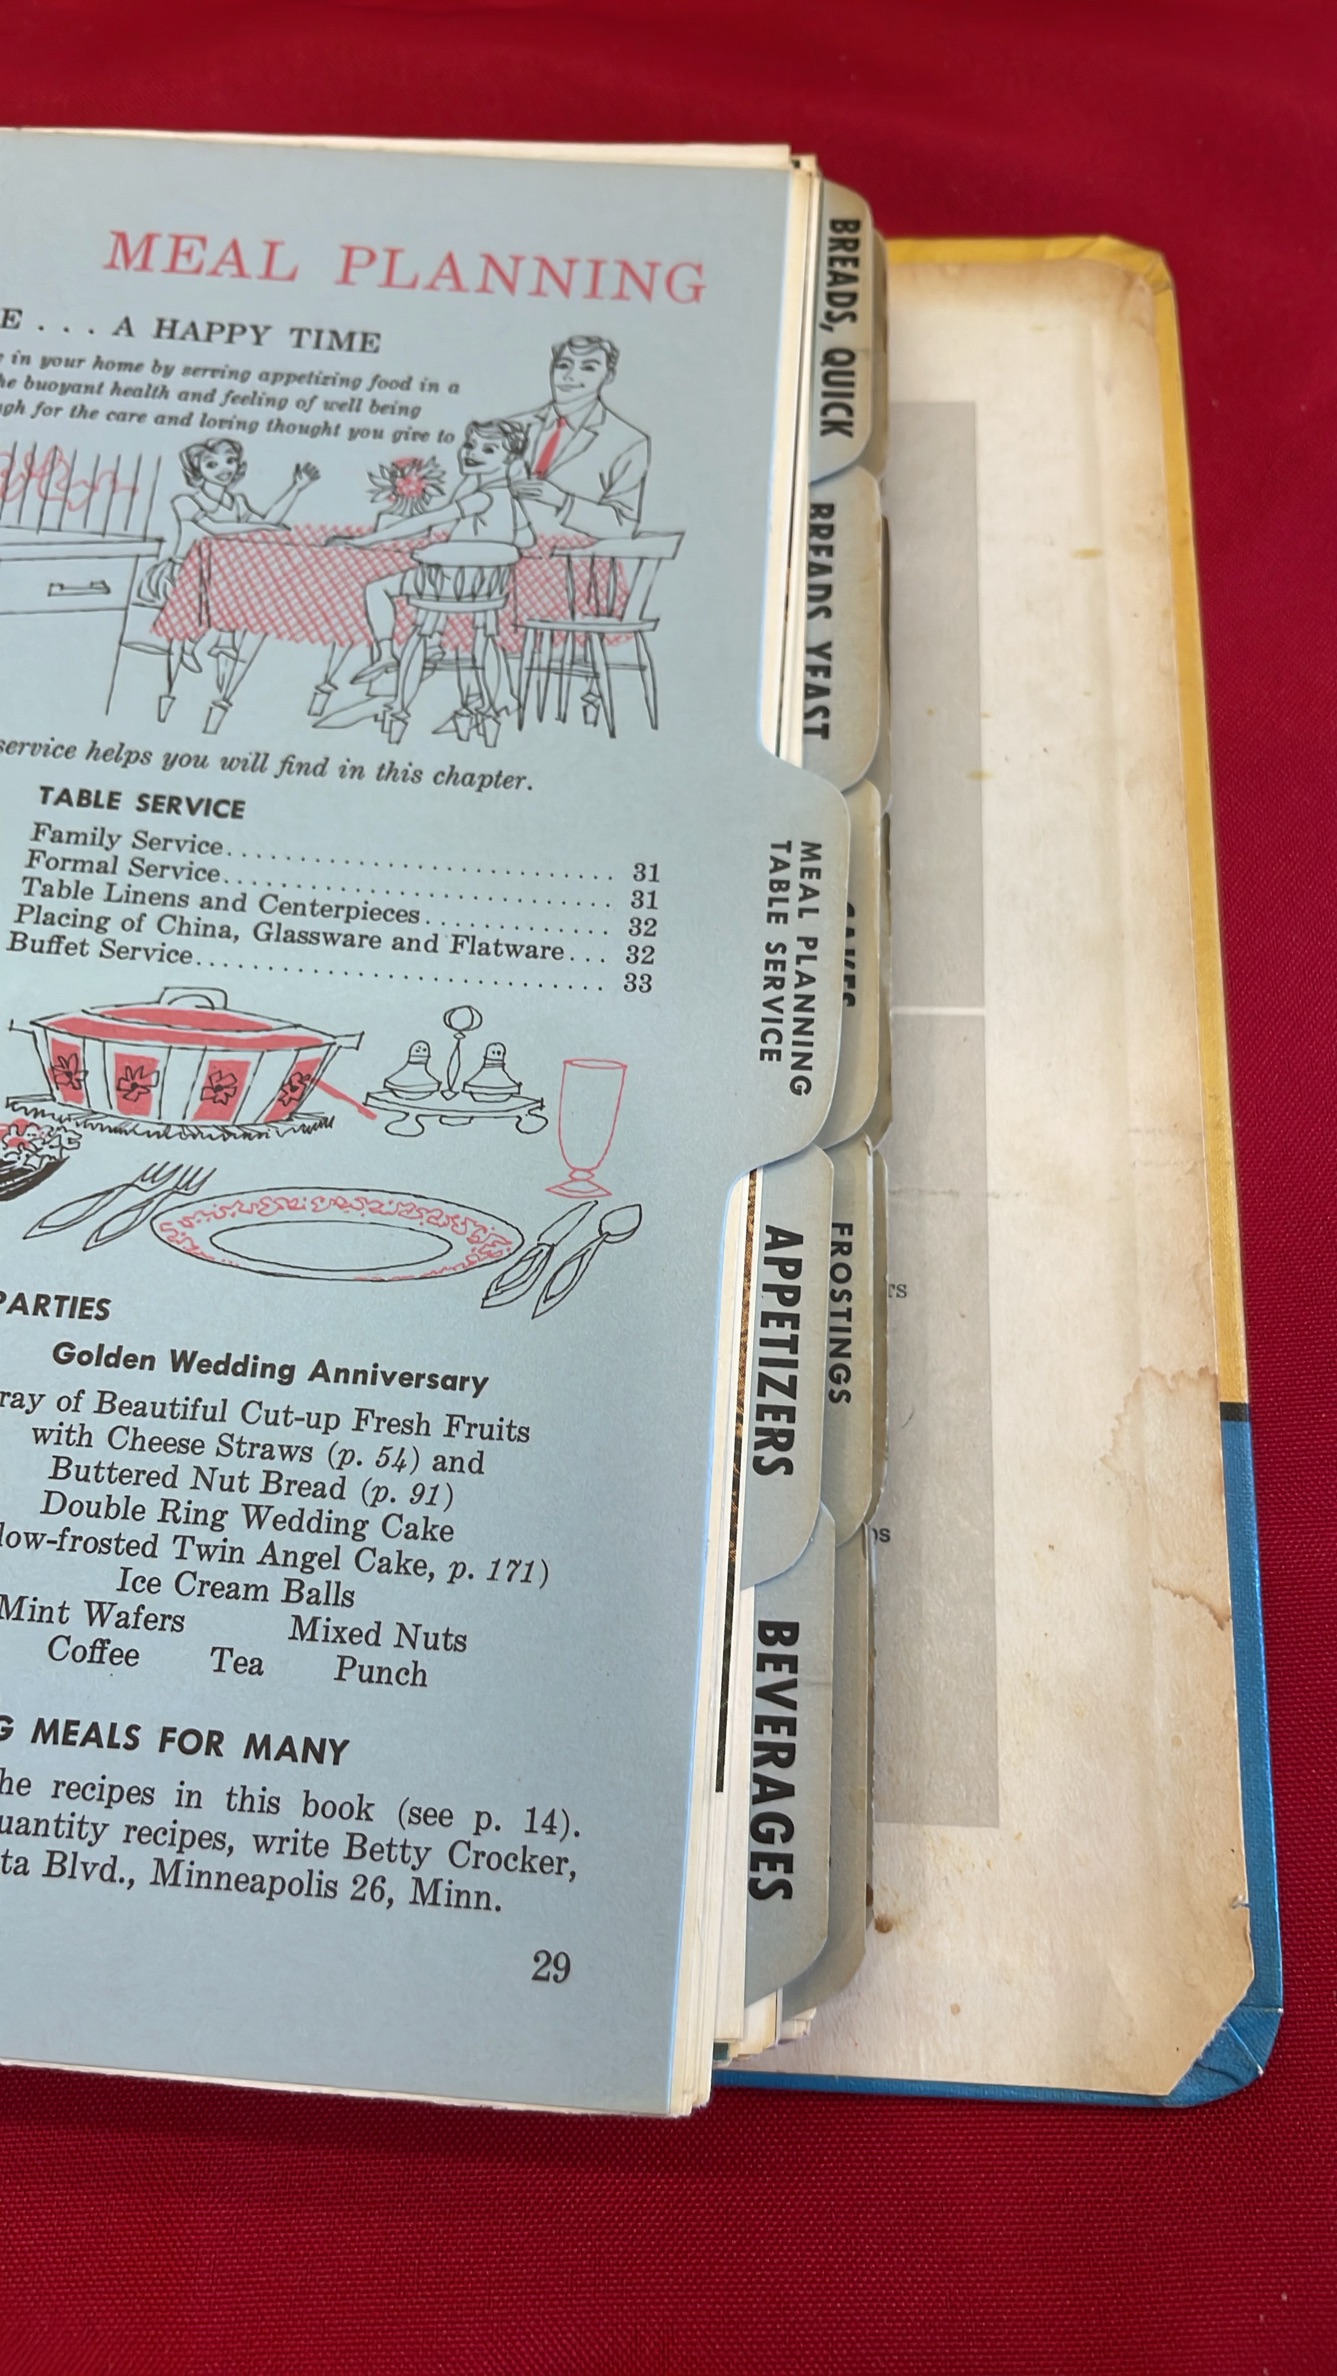 MEAL PLANNING
E . . . A HAPPY TIME
in your home by serving appetizing food in a
he buoyant health and feeling of well being
gh for the care and loving thought you give to
service helps you will find in this chapter.
TABLE SERVICE
Family Service . . . . . . . . . . . . . . . . . . . . . . . . . . . 31
Formal Service . . . . . . . . . . . . . . . . . . . . . . . . . . . 31
Table Linens and Centerpieces . . . . . . . . . . . . . 32
Placing of China, Glassware and Flatware . . . 32
Buffet Service . . . . . . . . . . . . . . . . . . . . . . . . . . . . 33
PARTIES
Golden Wedding Anniversary
ray of Beautiful Cut-up Fresh Fruits
with Cheese Straws (p. 54) and
Buttered Nut Bread (p. 91)
Double Ring Wedding Cake
low-frosted Twin Angel Cake, p. 171)
Ice Cream Balls
Mint Wafers Mixed Nuts
Coffee Tea Punch
G MEALS FOR MANY
he recipes in this book (see p. 14).
uantity recipes, write Betty Crocker,
ta Blvd., Minneapolis 26, Minn.
29
BREADS, QUICK
BREADS YEAST
MEAL PLANNING
TABLE SERVICE
CAKES
APPETIZERS
FROSTINGS
BEVERAGES
rs
os